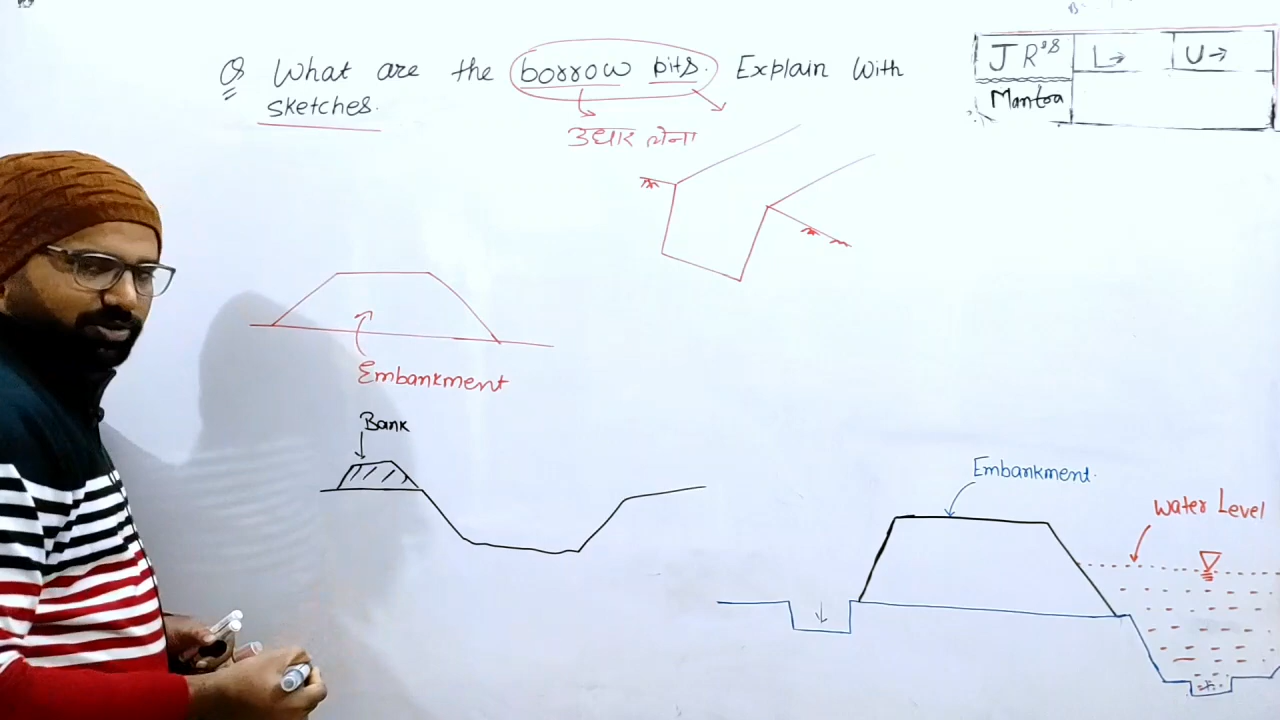 Q What are the borrow pits. Explain With
sketches.
उधार लेना
JR's
L→
U→
Mantra
Embankment
Bank
Embankment.
Water Level